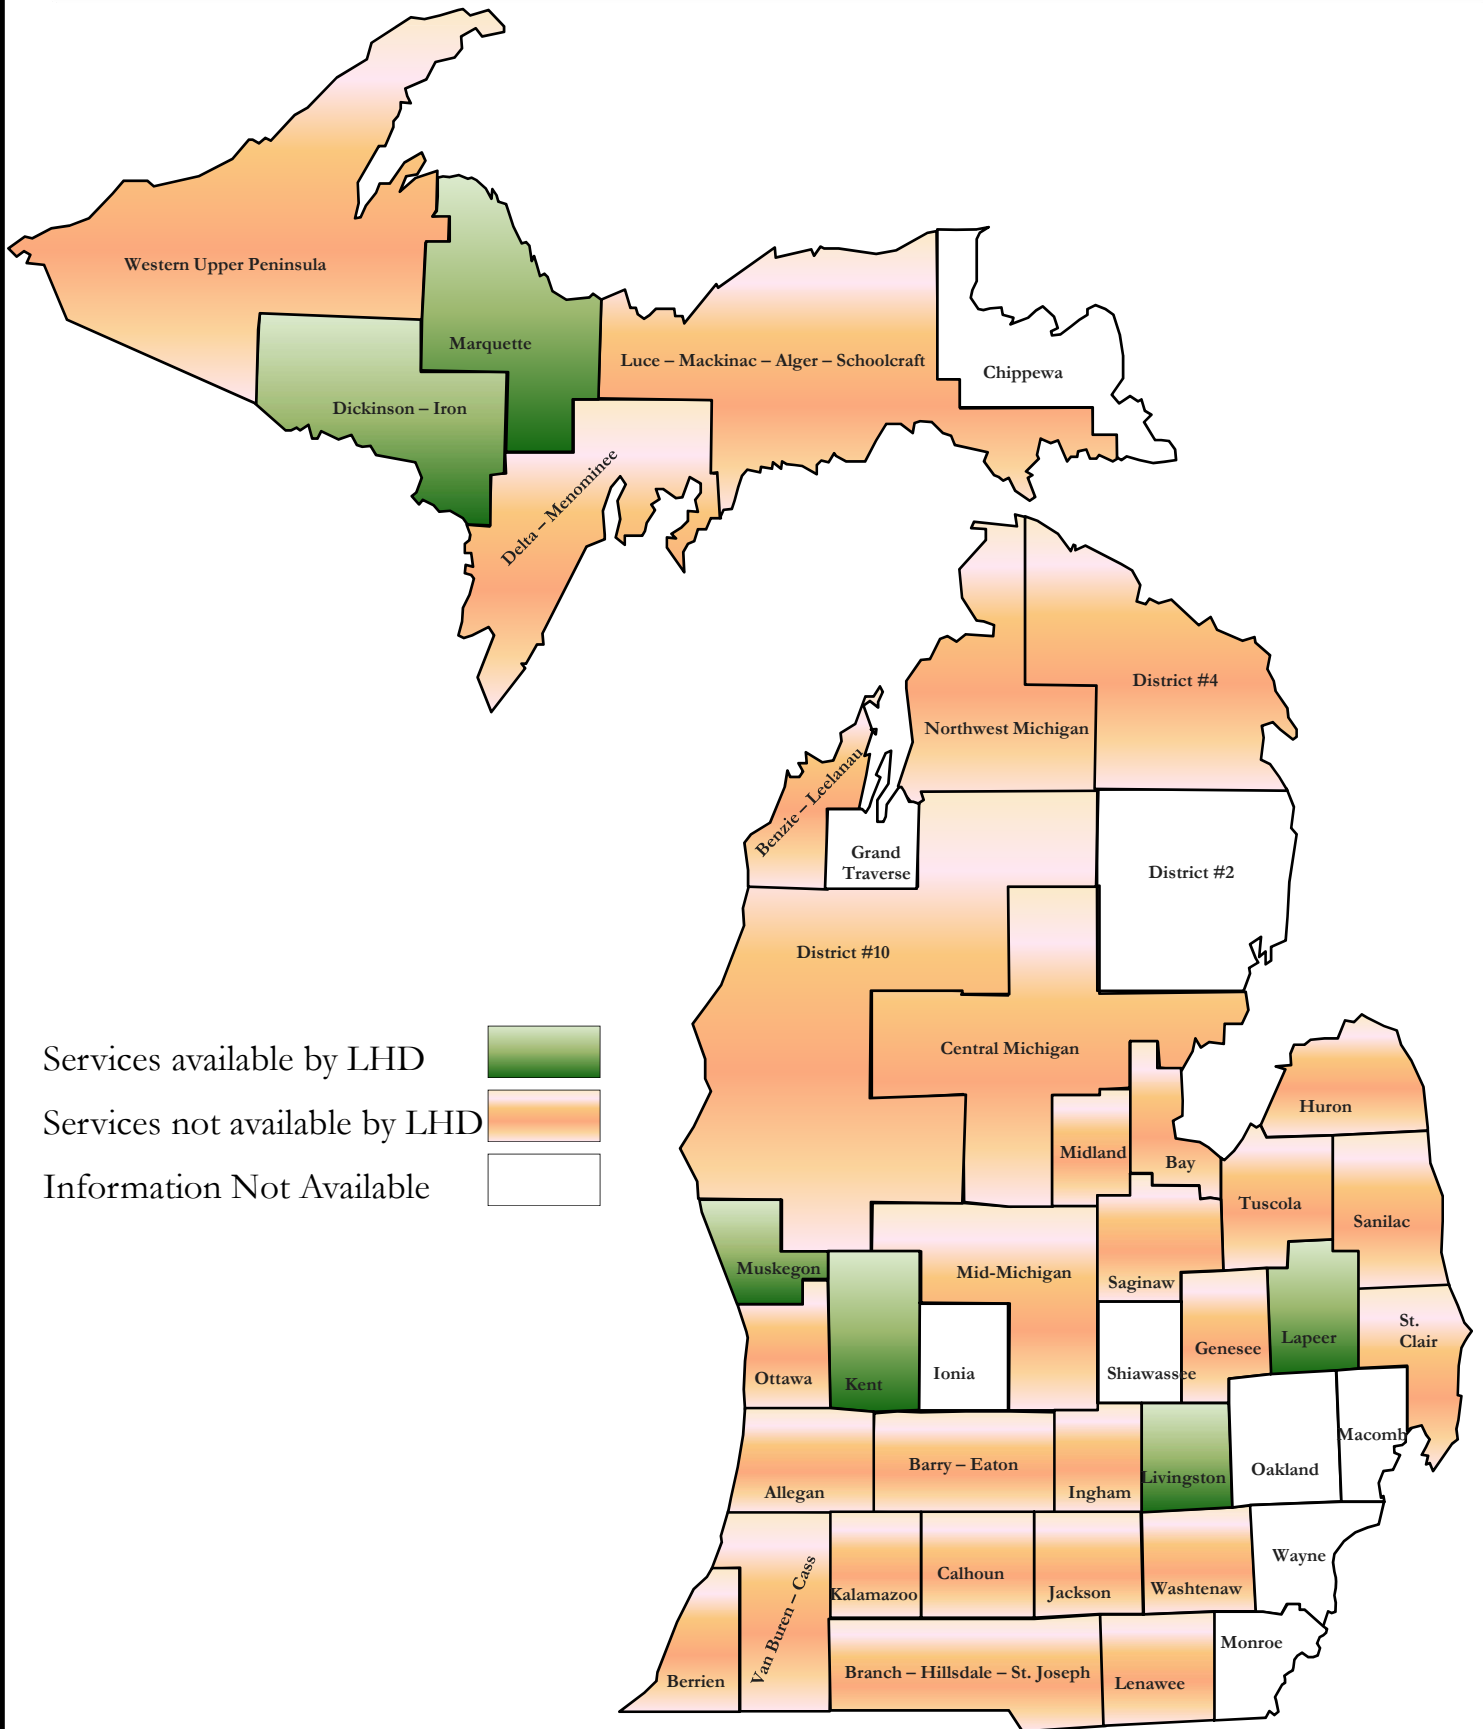 Western Upper Peninsula
Marquette
Luce – Mackinac – Alger – Schoolcraft
Chippewa
Dickinson – Iron
Delta – Menominee
District #4
Northwest Michigan
Benzie – Leelanau
Grand
Traverse
District #2
District #10
Central Michigan
Services available by LHD
Services not available by LHD
Information Not Available
Huron
Midland
Bay
Tuscola
Sanilac
Muskegon
Mid-Michigan
Saginaw
St.
Clair
Lapeer
Genesee
Ottawa
Kent
Ionia
Shiawassee
Macomb
Oakland
Livingston
Barry – Eaton
Ingham
Allegan
Wayne
Van Buren – Cass
Kalamazoo
Calhoun
Jackson
Washtenaw
Monroe
Berrien
Branch – Hillsdale – St. Joseph
Lenawee